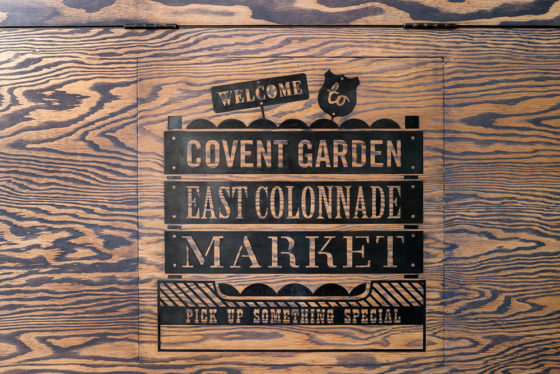 WELCOME to
COVENT GARDEN
EAST COLONNADE
MARKET
PICK UP SOMETHING SPECIAL